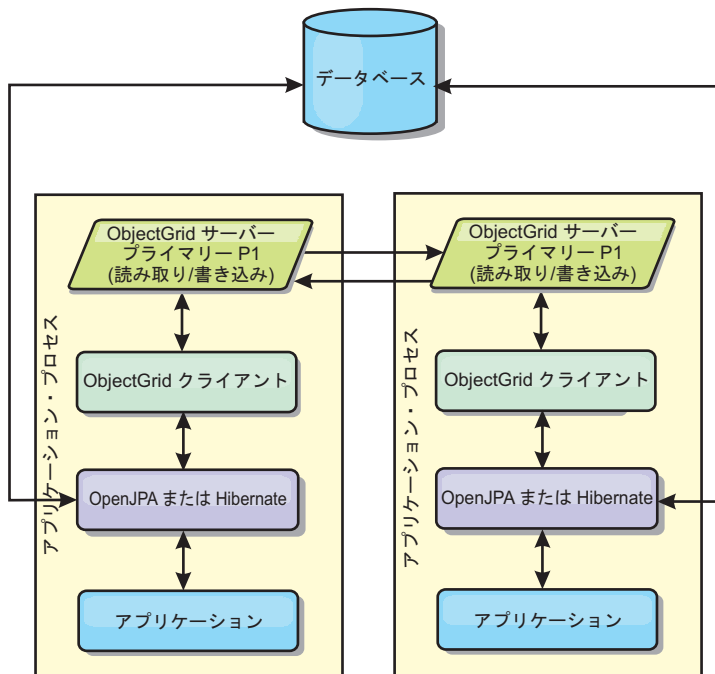 データベース
ObjectGrid サーバー
プライマリー P1
(読み取り/書き込み)
ObjectGrid クライアント
OpenJPA または Hibernate
アプリケーション
アプリケーション・プロセス
ObjectGrid サーバー
プライマリー P1
(読み取り/書き込み)
ObjectGrid クライアント
OpenJPA または Hibernate
アプリケーション
アプリケーション・プロセス